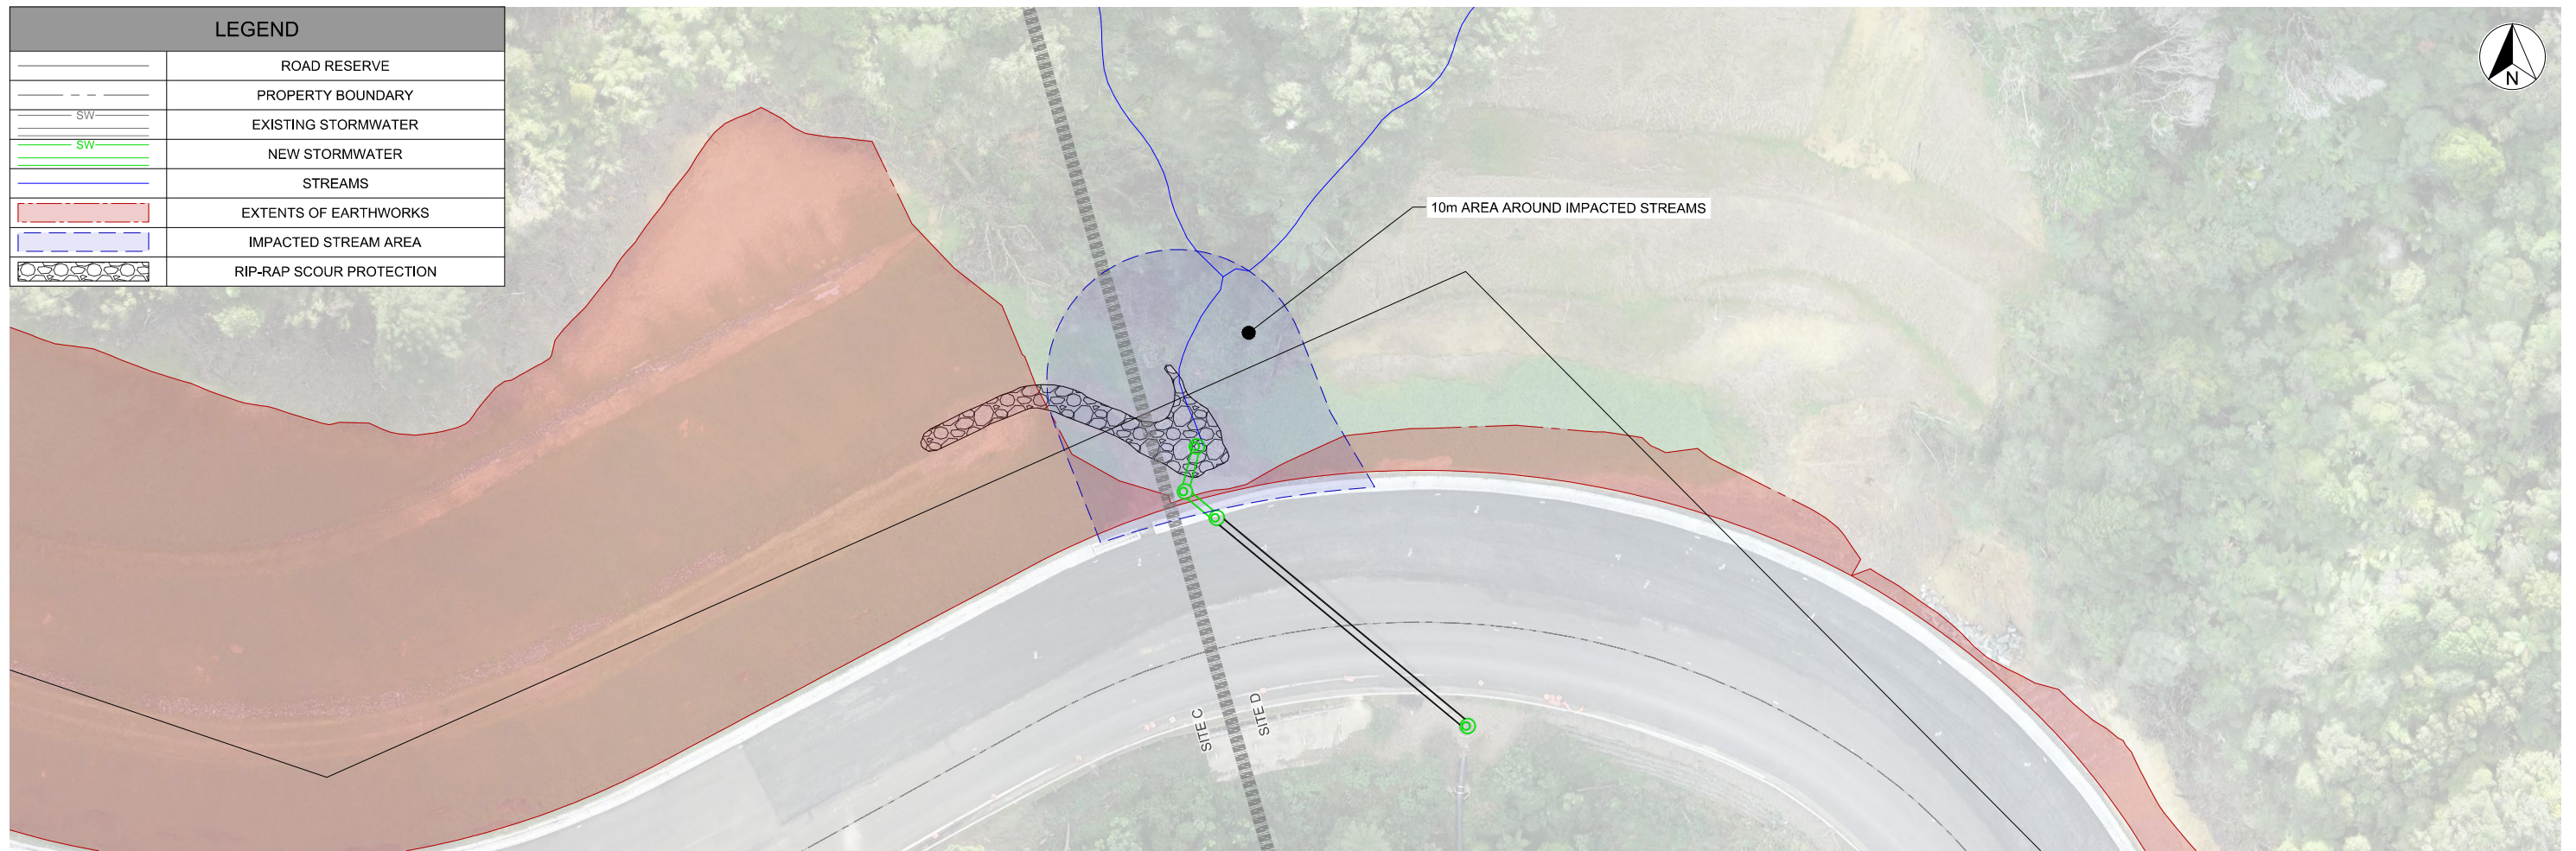 LEGEND
ROAD RESERVE
PROPERTY BOUNDARY
SW
EXISTING STORMWATER
SW
NEW STORMWATER
STREAMS
EXTENTS OF EARTHWORKS
IMPACTED STREAM AREA
RIP-RAP SCOUR PROTECTION
N
10m AREA AROUND IMPACTED STREAMS
SITE C
SITE D